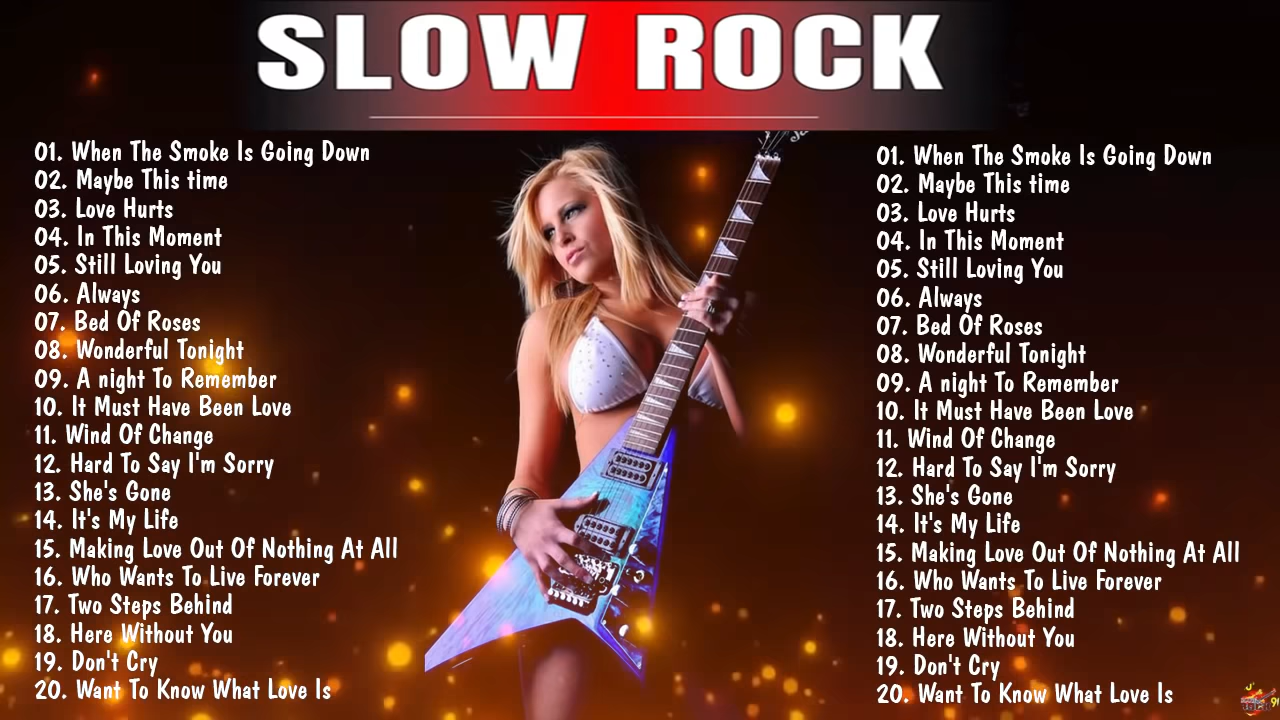 SLOW ROCK
01. When The Smoke Is Going Down
02. Maybe This time
03. Love Hurts
04. In This Moment
05. Still Loving You
06. Always
07. Bed Of Roses
08. Wonderful Tonight
09. A night To Remember
10. It Must Have Been Love
11. Wind Of Change
12. Hard To Say I'm Sorry
13. She's Gone
14. It's My Life
15. Making Love Out Of Nothing At All
16. Who Wants To Live Forever
17. Two Steps Behind
18. Here Without You
19. Don't Cry
20. Want To Know What Love Is
01. When The Smoke Is Going Down
02. Maybe This time
03. Love Hurts
04. In This Moment
05. Still Loving You
06. Always
07. Bed Of Roses
08. Wonderful Tonight
09. A night To Remember
10. It Must Have Been Love
11. Wind Of Change
12. Hard To Say I'm Sorry
13. She's Gone
14. It's My Life
15. Making Love Out Of Nothing At All
16. Who Wants To Live Forever
17. Two Steps Behind
18. Here Without You
19. Don't Cry
20. Want To Know What Love Is